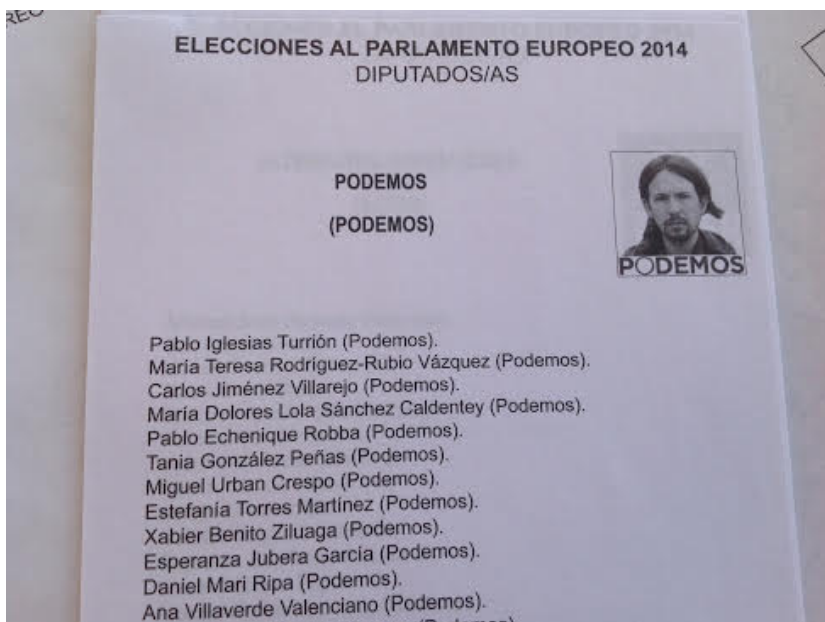 ELECCIONES AL PARLAMENTO EUROPEO 2014
DIPUTADOS/AS
PODEMOS
(PODEMOS)
PODEMOS
Pablo Iglesias Turrión (Podemos).
María Teresa Rodríguez-Rubio Vázquez (Podemos).
Carlos Jiménez Villarejo (Podemos).
María Dolores Lola Sánchez Caldentey (Podemos).
Pablo Echenique Robba (Podemos).
Tania González Peñas (Podemos).
Miguel Urban Crespo (Podemos).
Estefanía Torres Martínez (Podemos).
Xabier Benito Ziluaga (Podemos).
Esperanza Jubera García (Podemos).
Daniel Mari Ripa (Podemos).
Ana Villaverde Valenciano (Podemos).